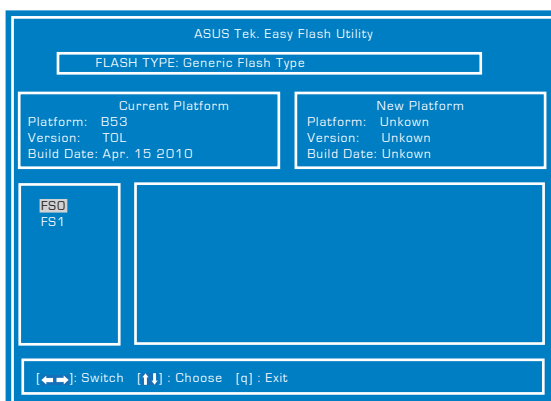 ASUS Tek. Easy Flash Utility
FLASH TYPE: Generic Flash Type
Current Platform
Platform: B53
Version: TOL
Build Date: Apr. 15 2010
New Platform
Platform: Unkown
Version: Unkown
Build Date: Unkown
FS0
FS1
[←→]: Switch [↑↓] : Choose [q] : Exit